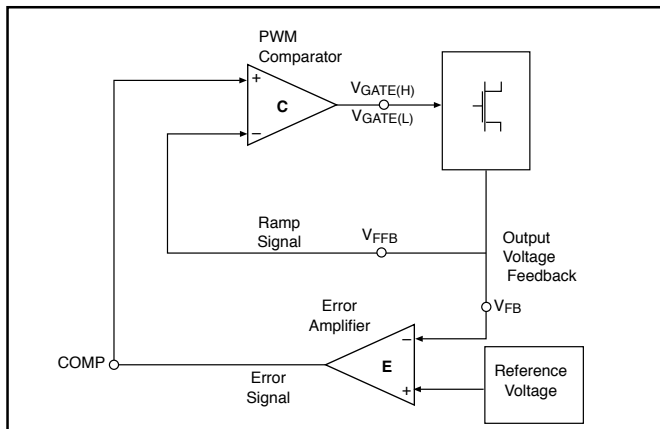 PWM
Comparator
+
C
−
VGATE(H)
VGATE(L)
Ramp
Signal
VFFB
Output
Voltage
Feedback
VFB
Error
Amplifier
−
E
+
COMP
Error
Signal
Reference
Voltage